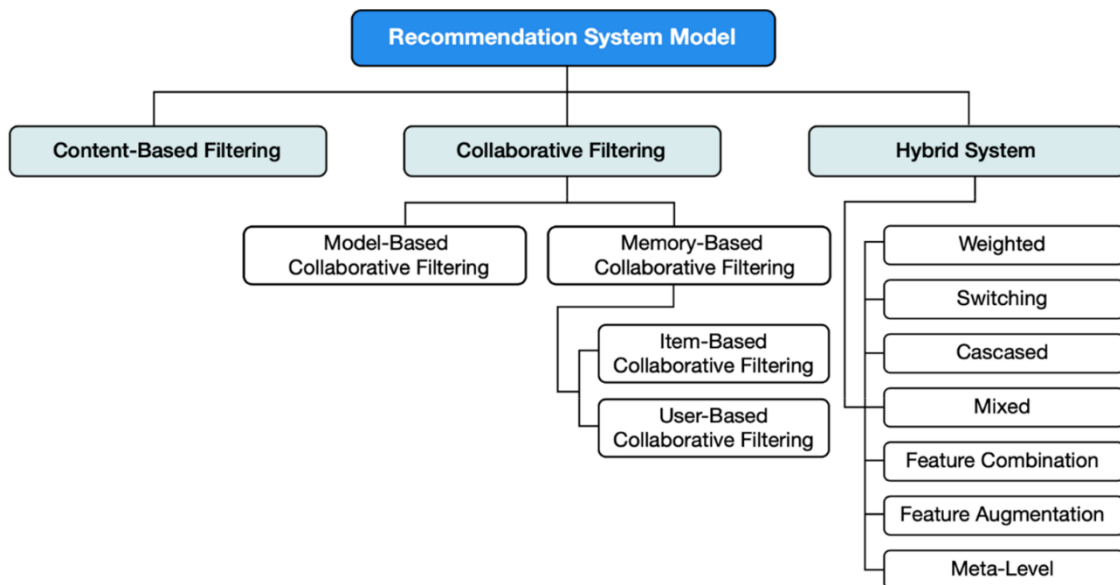 Recommendation System Model
Content-Based Filtering
Collaborative Filtering
Hybrid System
Model-Based
Collaborative Filtering
Memory-Based
Collaborative Filtering
Item-Based
Collaborative Filtering
User-Based
Collaborative Filtering
Weighted
Switching
Cascased
Mixed
Feature Combination
Feature Augmentation
Meta-Level